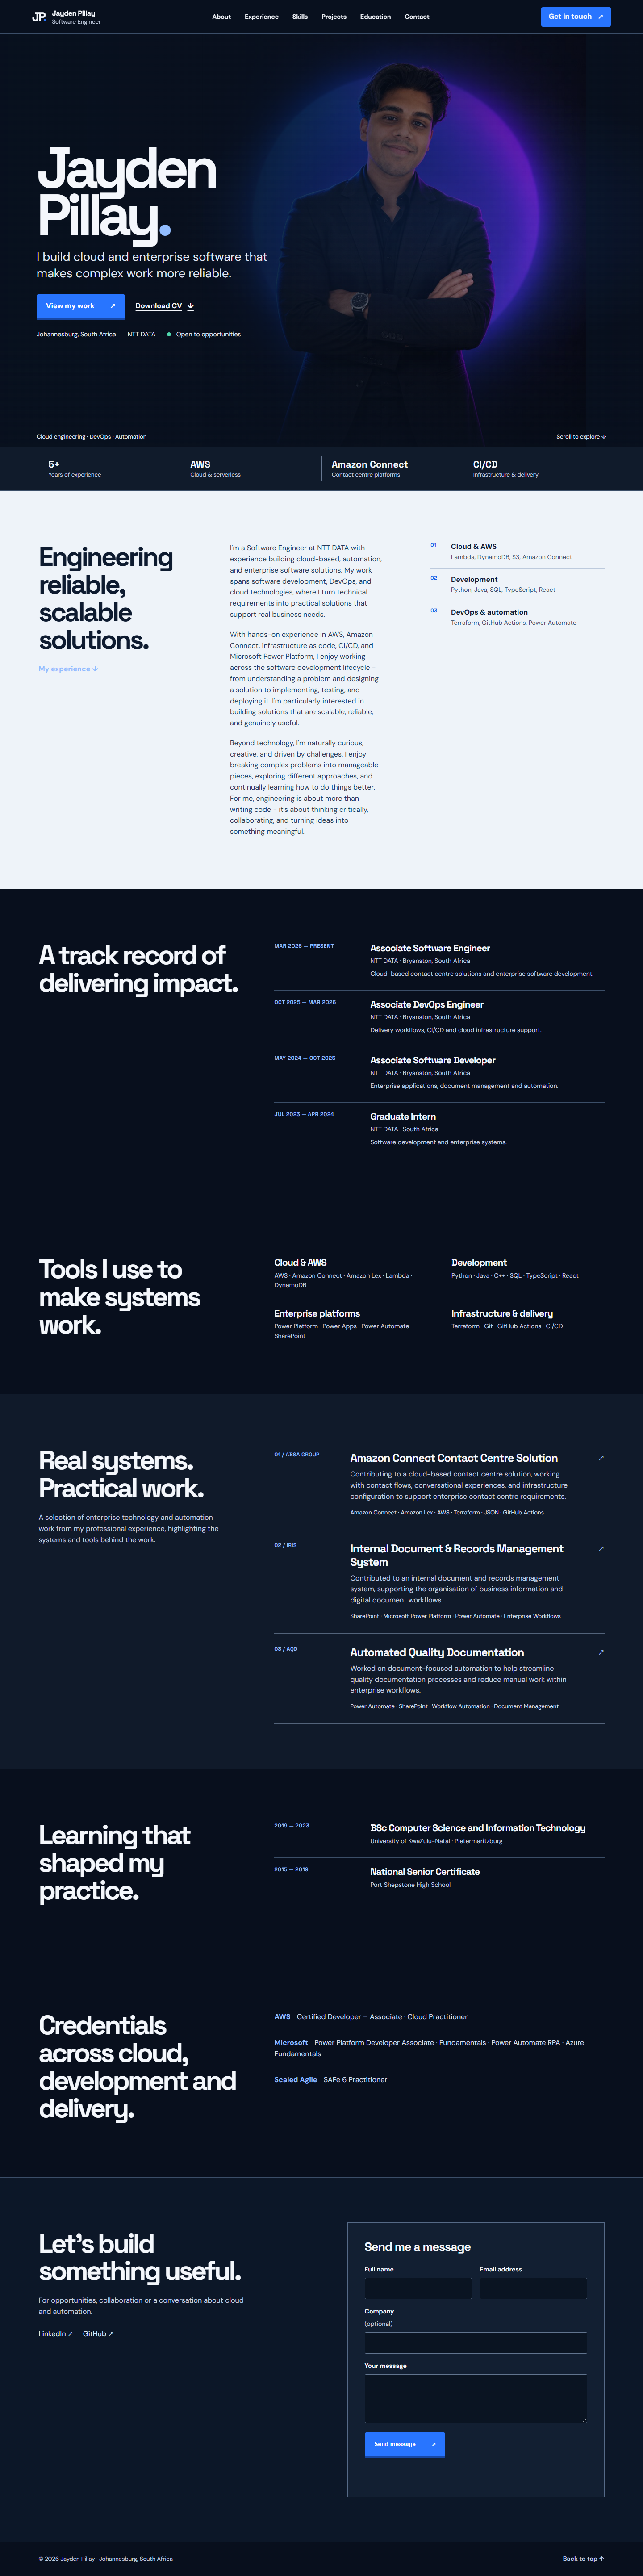 JP.
Jayden Pillay
Software Engineer
About
Experience
Skills
Projects
Education
Contact
Get in touch ↗
Jayden
Pillay.
I build cloud and enterprise software that
makes complex work more reliable.
View my work ↗
Download CV ↓
Johannesburg, South Africa
NTT DATA
Open to opportunities
Cloud engineering · DevOps · Automation
Scroll to explore ↓
5+
Years of experience
AWS
Cloud & serverless
Amazon Connect
Contact centre platforms
CI/CD
Infrastructure & delivery
Engineering
reliable,
scalable
solutions.
My experience ↓
I'm a Software Engineer at NTT DATA with
experience building cloud-based, automation,
and enterprise software solutions. My work
spans software development, DevOps, and
cloud technologies, where I turn technical
requirements into practical solutions that
support real business needs.
With hands-on experience in AWS, Amazon
Connect, infrastructure as code, CI/CD, and
Microsoft Power Platform, I enjoy working
across the software development lifecycle -
from understanding a problem and designing
a solution to implementing, testing, and
deploying it. I'm particularly interested in
building solutions that are scalable, reliable,
and genuinely useful.
Beyond technology, I'm naturally curious,
creative, and driven by challenges. I enjoy
breaking complex problems into manageable
pieces, exploring different approaches, and
continually learning how to do things better.
For me, engineering is about more than
writing code - it's about thinking critically,
collaborating, and turning ideas into
something meaningful.
01
Cloud & AWS
Lambda, DynamoDB, S3, Amazon Connect
02
Development
Python, Java, SQL, TypeScript, React
03
DevOps & automation
Terraform, GitHub Actions, Power Automate
A track record of
delivering impact.
MAR 2026 — PRESENT
Associate Software Engineer
NTT DATA · Bryanston, South Africa
Cloud-based contact centre solutions and enterprise software development.
OCT 2025 — MAR 2026
Associate DevOps Engineer
NTT DATA · Bryanston, South Africa
Delivery workflows, CI/CD and cloud infrastructure support.
MAY 2024 — OCT 2025
Associate Software Developer
NTT DATA · Bryanston, South Africa
Enterprise applications, document management and automation.
JUL 2023 — APR 2024
Graduate Intern
NTT DATA · South Africa
Software development and enterprise systems.
Tools I use to
make systems
work.
Cloud & AWS
AWS · Amazon Connect · Amazon Lex · Lambda ·
DynamoDB
Development
Python · Java · C++ · SQL · TypeScript · React
Enterprise platforms
Power Platform · Power Apps · Power Automate ·
SharePoint
Infrastructure & delivery
Terraform · Git · GitHub Actions · CI/CD
Real systems.
Practical work.
A selection of enterprise technology and automation
work from my professional experience, highlighting the
systems and tools behind the work.
01 / ABSA GROUP
Amazon Connect Contact Centre Solution ↗
Contributing to a cloud-based contact centre solution, working
with contact flows, conversational experiences, and infrastructure
configuration to support enterprise contact centre requirements.
Amazon Connect · Amazon Lex · AWS · Terraform · JSON · GitHub Actions
02 / IRIS
Internal Document & Records Management ↗
System
Contributed to an internal document and records management
system, supporting the organisation of business information and
digital document workflows.
SharePoint · Microsoft Power Platform · Power Automate · Enterprise Workflows
03 / AQD
Automated Quality Documentation ↗
Worked on document-focused automation to help streamline
quality documentation processes and reduce manual work within
enterprise workflows.
Power Automate · SharePoint · Workflow Automation · Document Management
Learning that
shaped my
practice.
2019 — 2023
BSc Computer Science and Information Technology
University of KwaZulu-Natal · Pietermaritzburg
2015 — 2019
National Senior Certificate
Port Shepstone High School
Credentials
across cloud,
development and
delivery.
AWS Certified Developer – Associate · Cloud Practitioner
Microsoft Power Platform Developer Associate · Fundamentals · Power Automate RPA · Azure
Fundamentals
Scaled Agile SAFe 6 Practitioner
Let's build
something useful.
For opportunities, collaboration or a conversation about cloud
and automation.
LinkedIn ↗
GitHub ↗
Send me a message
Full name
Email address
Company
(optional)
Your message
Send message ↗
© 2026 Jayden Pillay · Johannesburg, South Africa
Back to top ↑